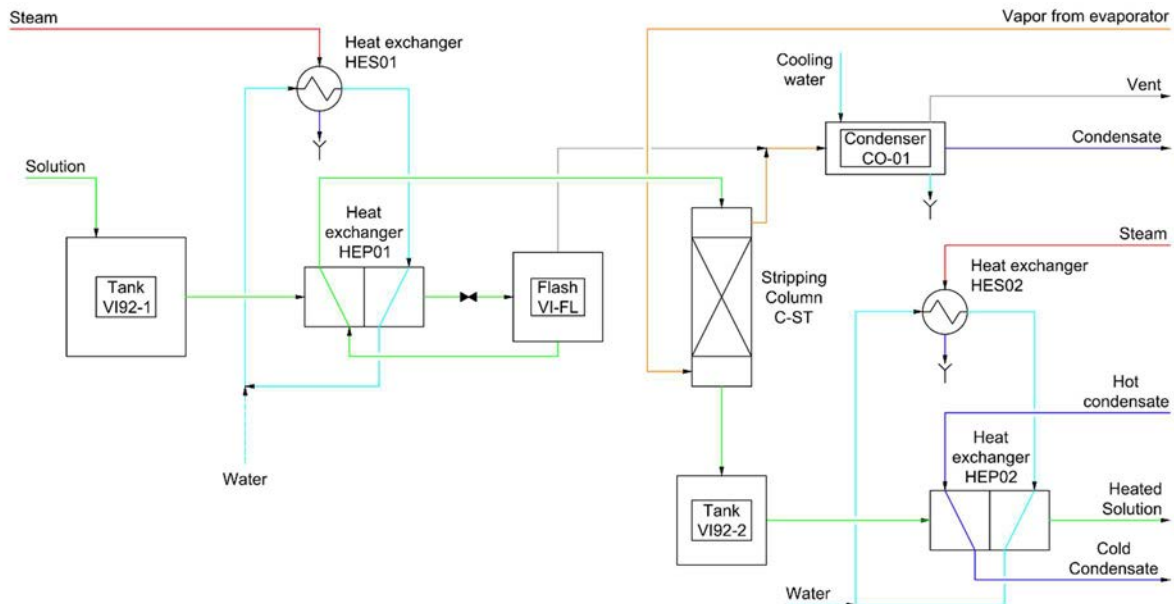 Steam
Heat exchanger
HES01
Vapor from evaporator
Cooling
water
Vent
Condenser
CO-01
Condensate
Solution
Heat
exchanger
HEP01
Tank
VI92-1
Flash
VI-FL
Stripping
Column
C-ST
Steam
Heat exchanger
HES02
Hot
condensate
Water
Heat
exchanger
HEP02
Tank
VI92-2
Heated
Solution
Cold
Condensate
Water